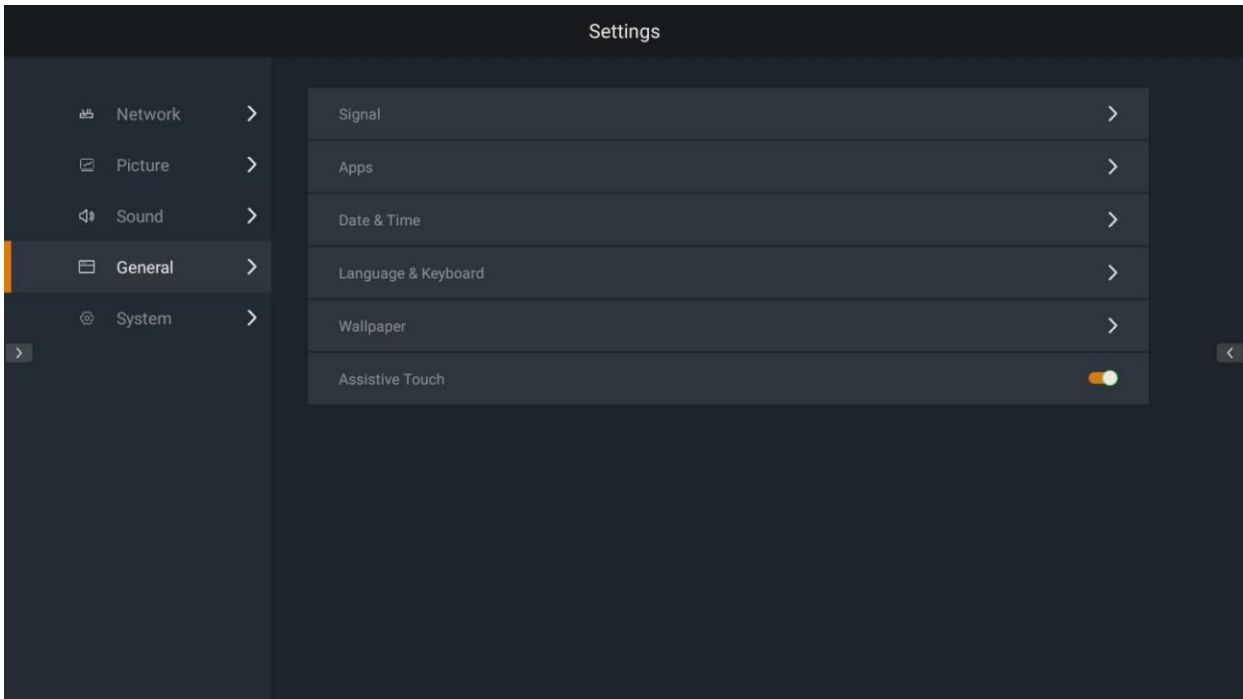 Settings
Network
Picture
Sound
General
System
Signal
Apps
Date & Time
Language & Keyboard
Wallpaper
Assistive Touch